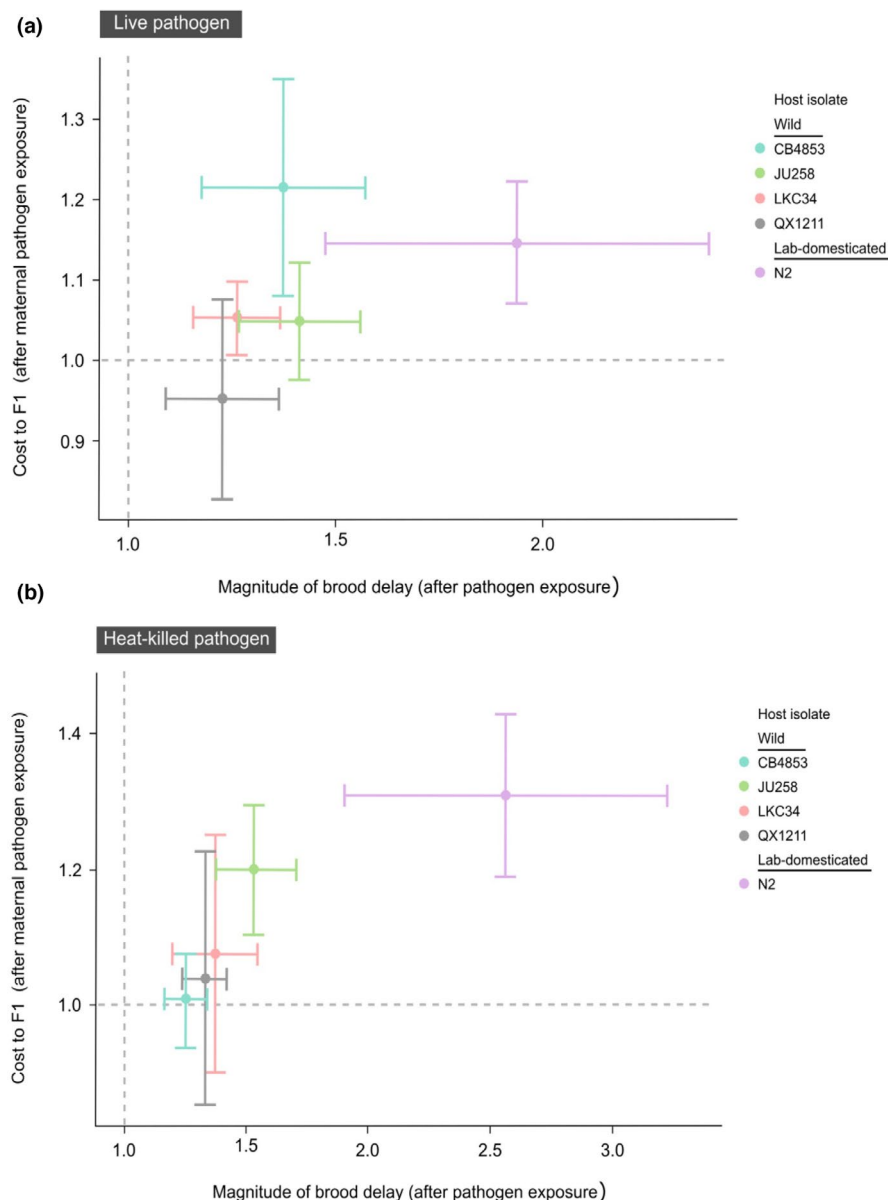 (a)
Live pathogen
Cost to F1 (after maternal pathogen exposure)
1.3
1.2
1.1
1.0
0.9
1.0
1.5
2.0
Magnitude of brood delay (after pathogen exposure)
Host isolate
Wild
CB4853
JU258
LKC34
QX1211
Lab-domesticated
N2
(b)
Heat-killed pathogen
Cost to F1 (after maternal pathogen exposure)
1.4
1.2
1.0
1.0
1.5
2.0
2.5
3.0
Magnitude of brood delay (after pathogen exposure)
Host isolate
Wild
CB4853
JU258
LKC34
QX1211
Lab-domesticated
N2